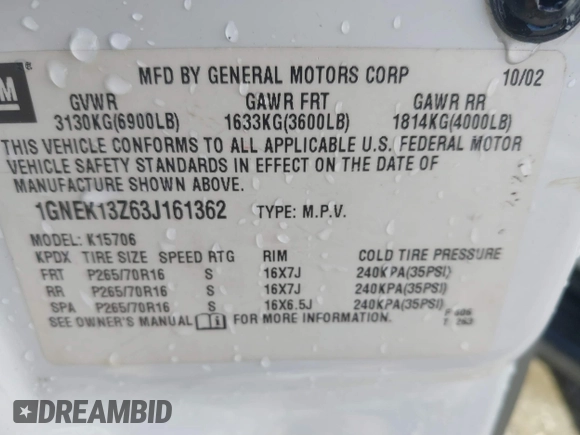 GM
MFD BY GENERAL MOTORS CORP 10/02
GVWR GAWR FRT GAWR RR
3130KG(6900LB) 1633KG(3600LB) 1814KG(4000LB)
THIS VEHICLE CONFORMS TO ALL APPLICABLE U.S. FEDERAL MOTOR
VEHICLE SAFETY STANDARDS IN EFFECT ON THE DATE OF
MANUFACTURE SHOWN ABOVE.
1GNEK13Z63J161362 TYPE: M.P.V.
MODEL: K15706
KPDX TIRE SIZE SPEED RTG RIM COLD TIRE PRESSURE
FRT P265/70R16 S 16X7J 240KPA(35PSI)
RR P265/70R16 S 16X7J 240KPA(35PSI)
SPA P265/70R16 S 16X6.5J 240KPA(35PSI)
SEE OWNER'S MANUAL FOR MORE INFORMATION.
DREAMBID